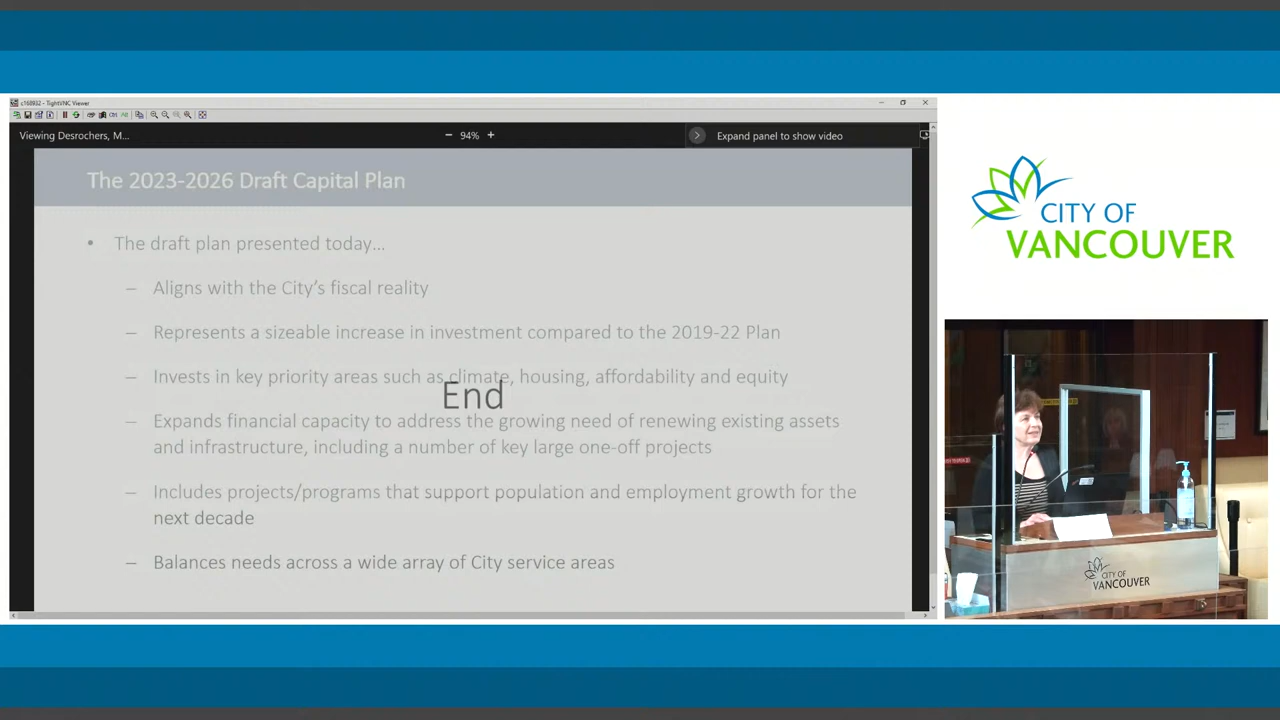 c168932 - TightVNC Viewer
Viewing Desrochers, M...
94%
Expand panel to show video
The 2023-2026 Draft Capital Plan
• The draft plan presented today...
– Aligns with the City's fiscal reality
– Represents a sizeable increase in investment compared to the 2019-22 Plan
– Invests in key priority areas such as climate, housing, affordability and equity
End
– Expands financial capacity to address the growing need of renewing existing assets
and infrastructure, including a number of key large one-off projects
– Includes projects/programs that support population and employment growth for the
next decade
– Balances needs across a wide array of City service areas
CITY OF
VANCOUVER
CITY OF
VANCOUVER